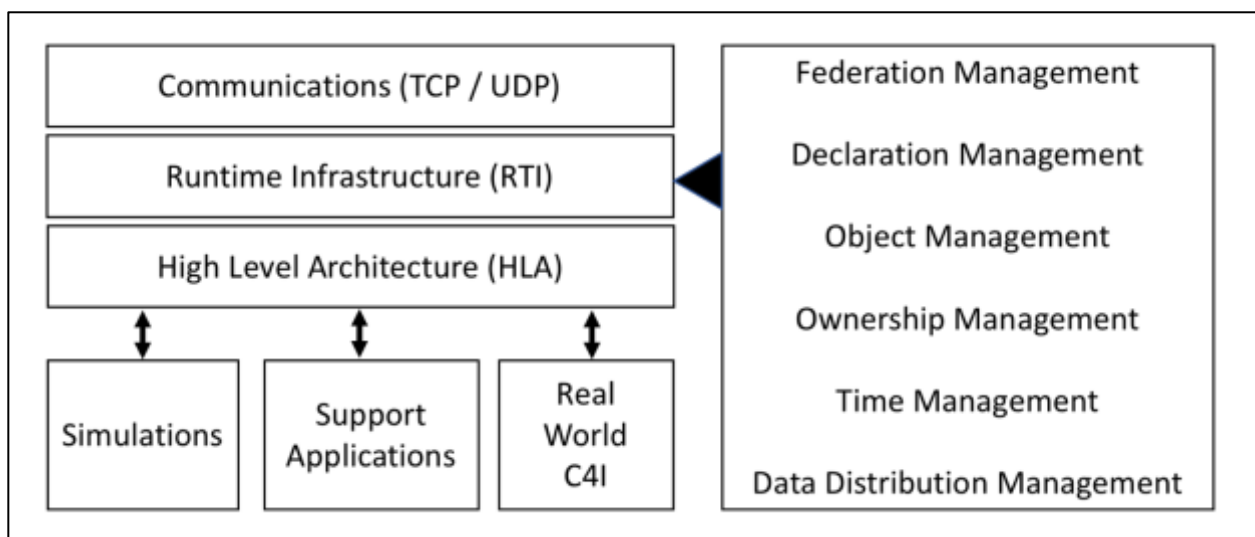 Communications (TCP / UDP)
Runtime Infrastructure (RTI)
High Level Architecture (HLA)
Simulations
Support
Applications
Real
World
C4I
Federation Management
Declaration Management
Object Management
Ownership Management
Time Management
Data Distribution Management